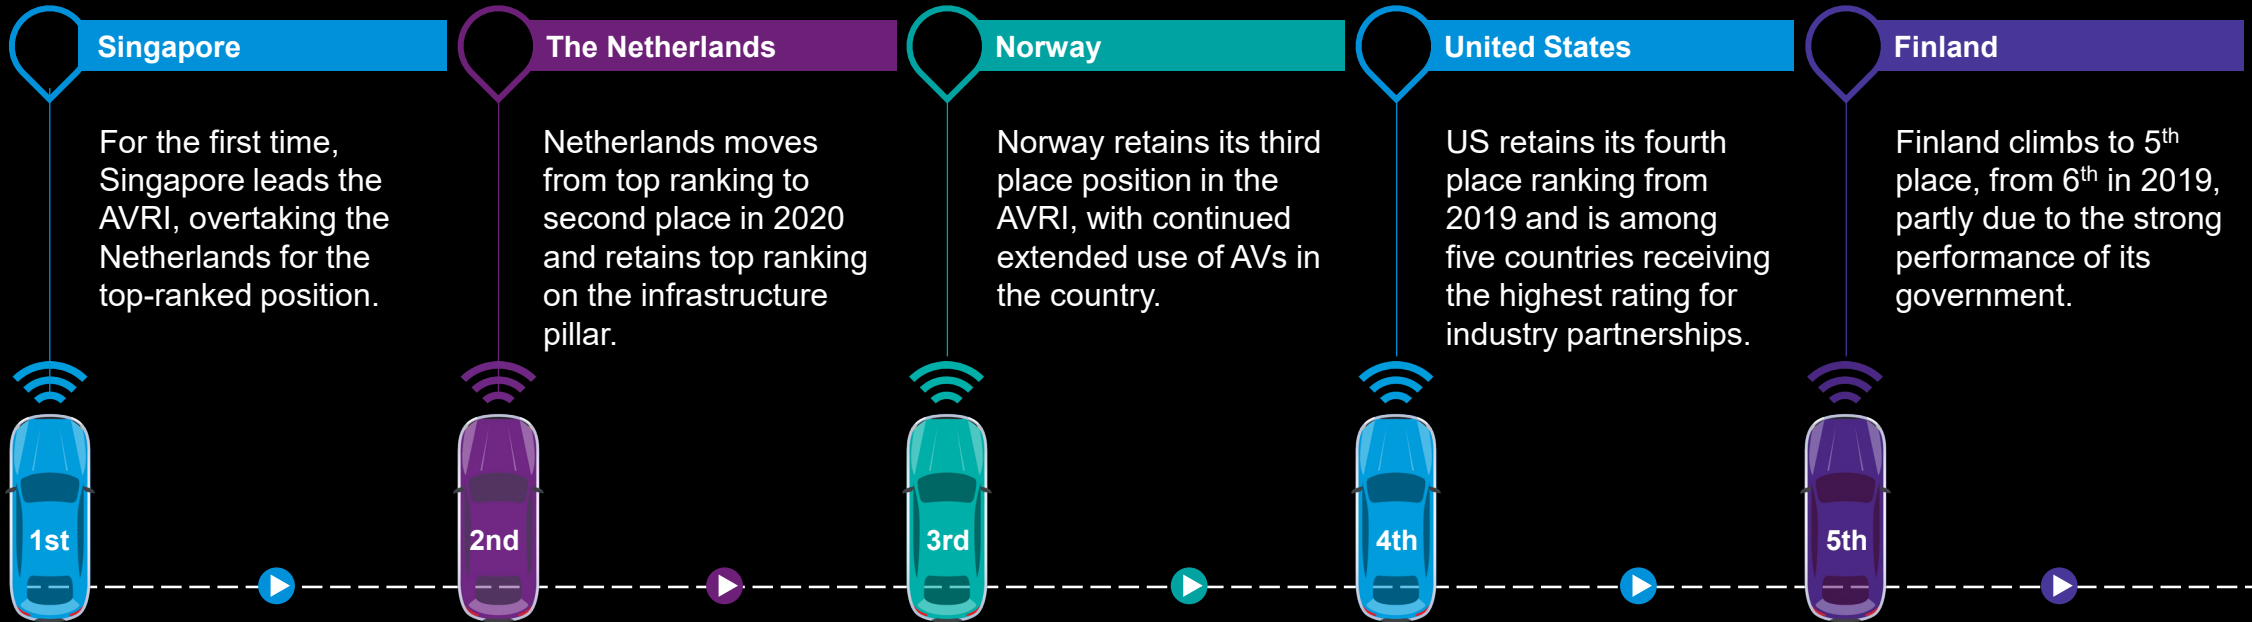 Singapore
For the first time,
Singapore leads the
AVRI, overtaking the
Netherlands for the
top-ranked position.
1st
The Netherlands
Netherlands moves
from top ranking to
second place in 2020
and retains top ranking
on the infrastructure
pillar.
2nd
Norway
Norway retains its third
place position in the
AVRI, with continued
extended use of AVs in
the country.
3rd
United States
US retains its fourth
place ranking from
2019 and is among
five countries receiving
the highest rating for
industry partnerships.
4th
Finland
Finland climbs to 5th
place, from 6th in 2019,
partly due to the strong
performance of its
government.
5th